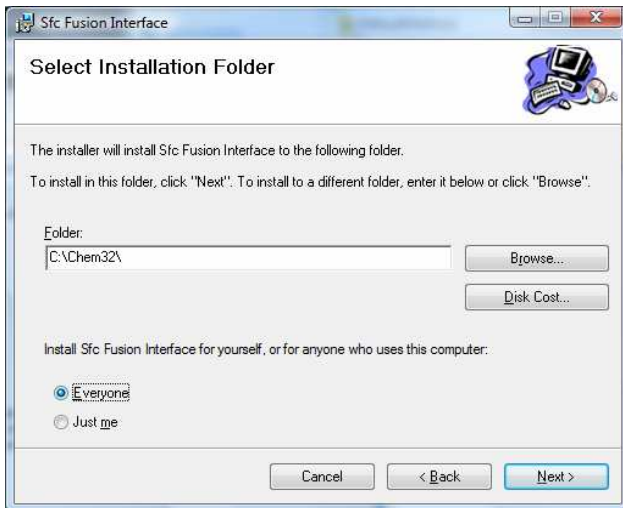 Sfc Fusion Interface
Select Installation Folder
The installer will install Sfc Fusion Interface to the following folder.
To install in this folder, click "Next". To install to a different folder, enter it below or click "Browse".
Folder:
C:\Chem32\
Browse...
Disk Cost...
Install Sfc Fusion Interface for yourself, or for anyone who uses this computer:
Everyone
Just me
Cancel
< Back
Next >